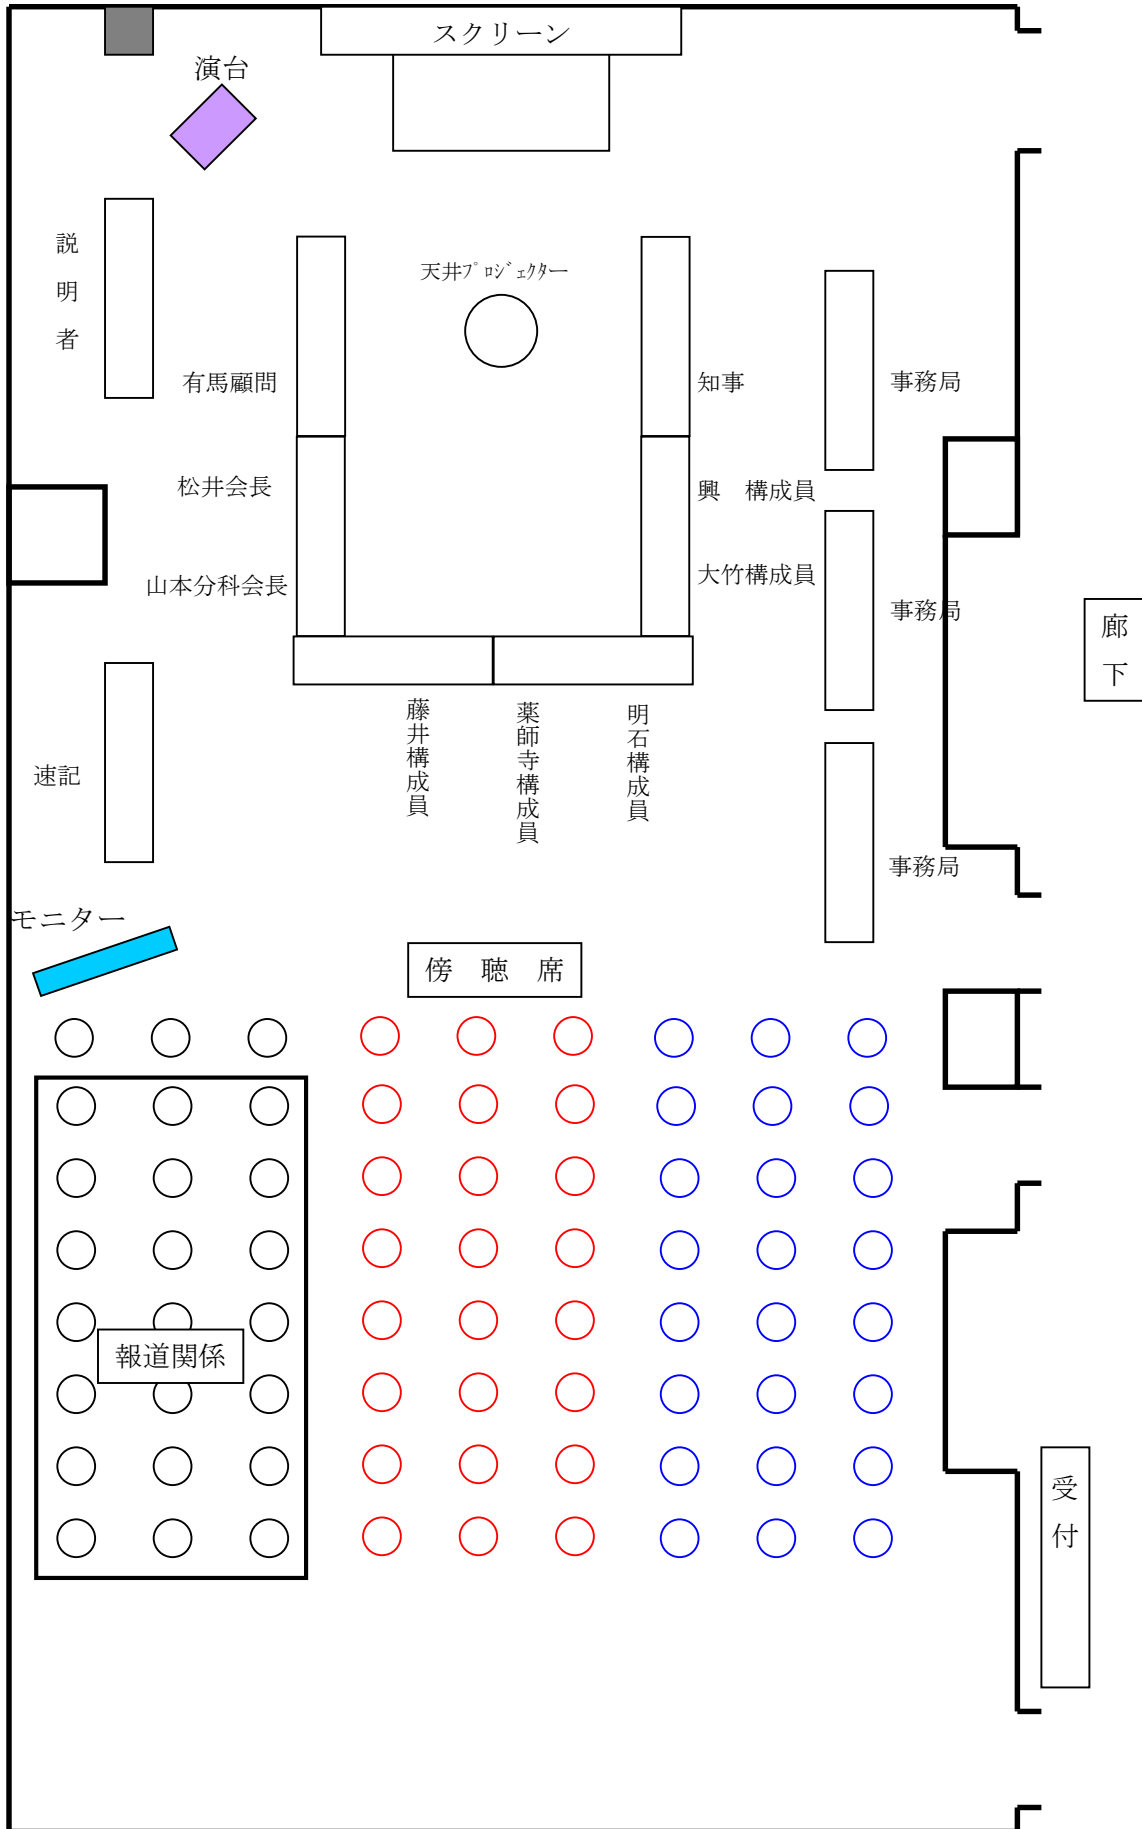 スクリーン
演台
説明者
天井プロジェクター
有馬顧問
知事
事務局
松井会長
興　構成員
山本分科会長
大竹構成員
事務局
廊下
藤井構成員
薬師寺構成員
明石構成員
速記
事務局
モニター
傍　聴　席
報道関係
受付